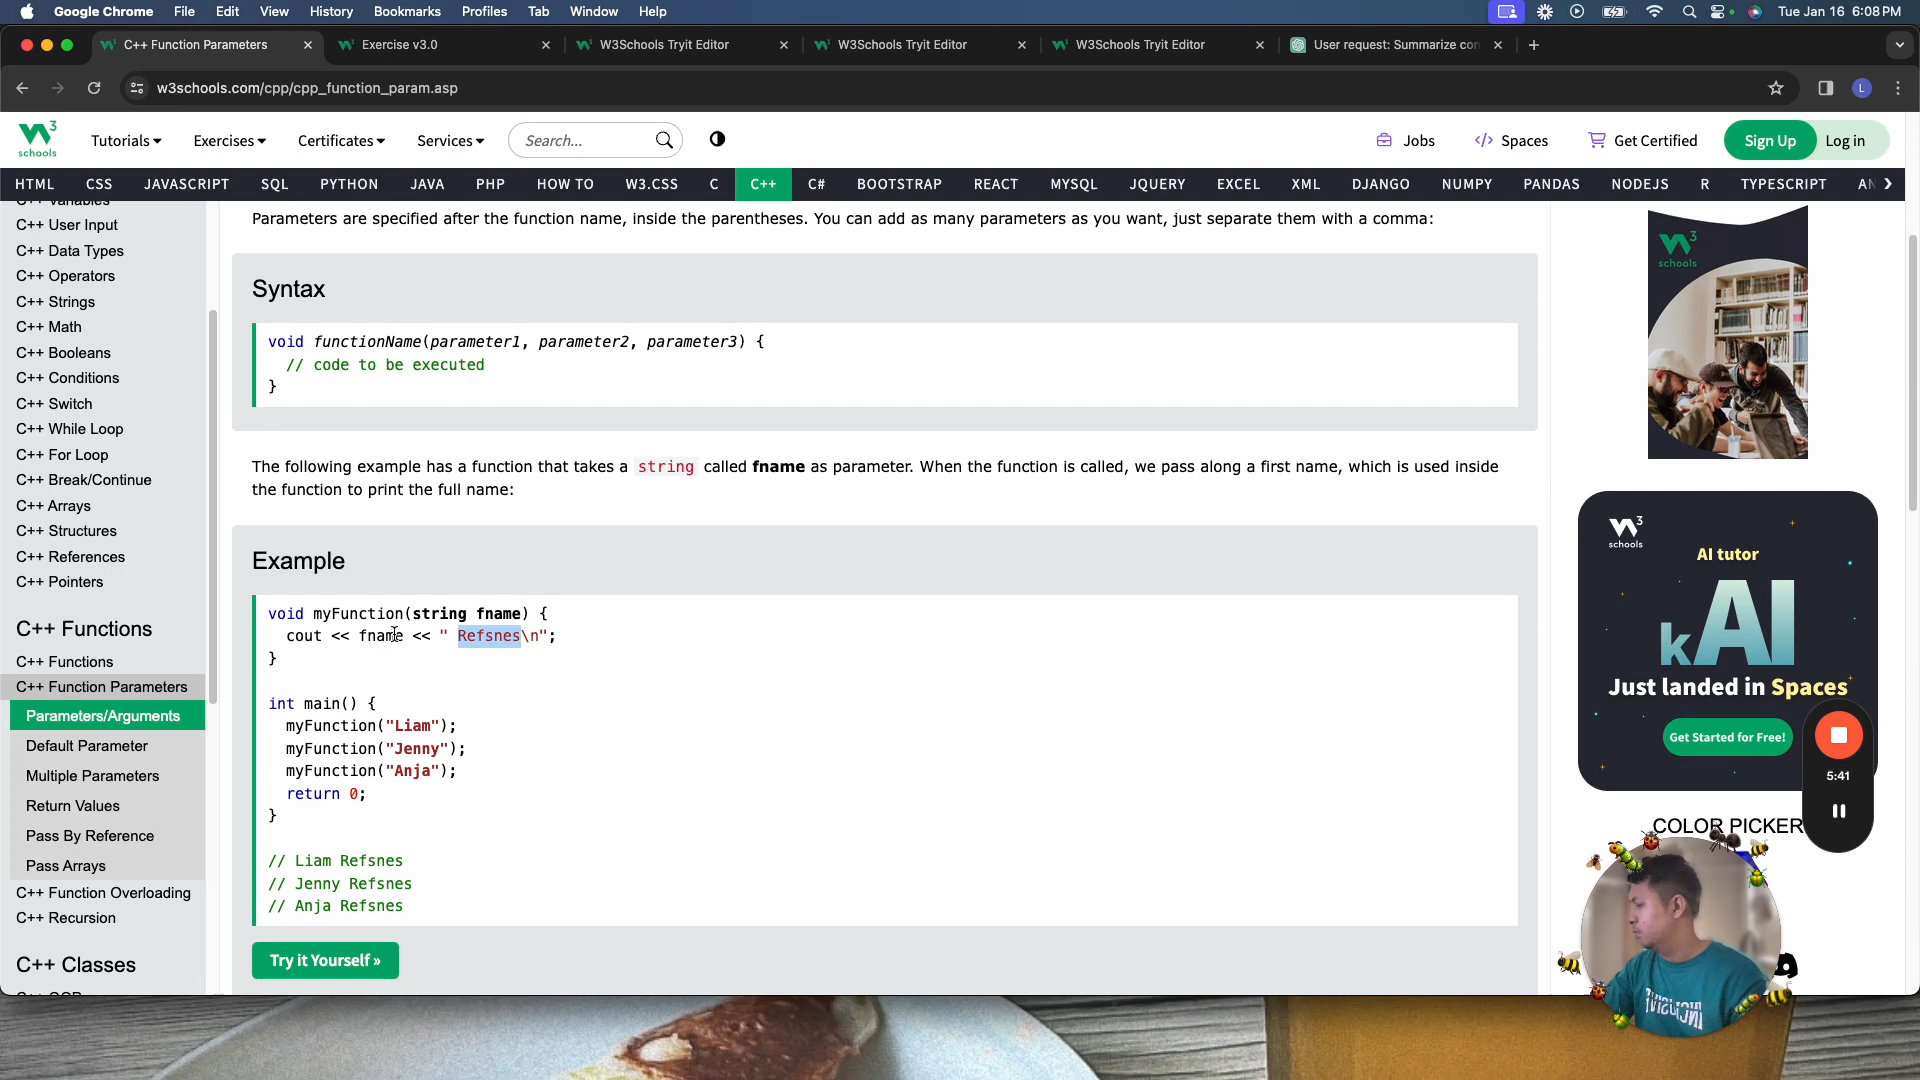 Google Chrome File Edit View History Bookmarks Profiles Tab Window Help Tue Jan 16 6:08 PM
C++ Function Parameters Exercise v3.0 W3Schools Tryit Editor W3Schools Tryit Editor W3Schools Tryit Editor User request: Summarize con
w3schools.com/cpp/cpp_function_param.asp L
schools Tutorials Exercises Certificates Services Search... Jobs Spaces Get Certified Sign Up Log in
HTML CSS JAVASCRIPT SQL PYTHON JAVA PHP HOW TO W3.CSS C C++ C# BOOTSTRAP REACT MYSQL JQUERY EXCEL XML DJANGO NUMPY PANDAS NODEJS R TYPESCRIPT
C++ Variables
C++ User Input
C++ Data Types
C++ Operators
C++ Strings
C++ Math
C++ Booleans
C++ Conditions
C++ Switch
C++ While Loop
C++ For Loop
C++ Break/Continue
C++ Arrays
C++ Structures
C++ References
C++ Pointers
C++ Functions
C++ Functions
C++ Function Parameters
Parameters/Arguments
Default Parameter
Multiple Parameters
Return Values
Pass By Reference
Pass Arrays
C++ Function Overloading
C++ Recursion
C++ Classes
Parameters are specified after the function name, inside the parentheses. You can add as many parameters as you want, just separate them with a comma:
Syntax
void functionName(parameter1, parameter2, parameter3) {
// code to be executed
}
The following example has a function that takes a string called fname as parameter. When the function is called, we pass along a first name, which is used inside
the function to print the full name:
Example
void myFunction(string fname) {
cout << fname << " Refsnes\n";
}
int main() {
myFunction("Liam");
myFunction("Jenny");
myFunction("Anja");
return 0;
}
// Liam Refsnes
// Jenny Refsnes
// Anja Refsnes
Try it Yourself »
W3 schools
W3 schools
AI tutor
kAI
Just landed in Spaces
Get Started for Free!
5:41
COLOR PICKER